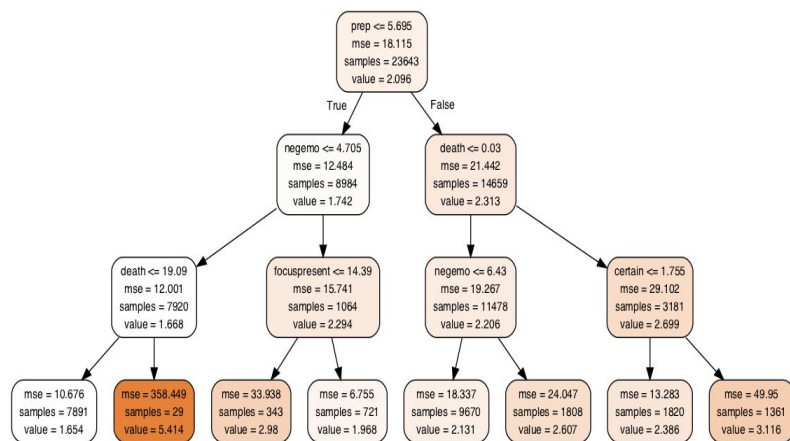 prep <= 5.695
mse = 18.115
samples = 23643
value = 2.096
True
False
negemo <= 4.705
mse = 12.484
samples = 8984
value = 1.742
death <= 0.03
mse = 21.442
samples = 14659
value = 2.313
death <= 19.09
mse = 12.001
samples = 7920
value = 1.668
focuspresent <= 14.39
mse = 15.741
samples = 1064
value = 2.294
negemo <= 6.43
mse = 19.267
samples = 11478
value = 2.206
certain <= 1.755
mse = 29.102
samples = 3181
value = 2.699
mse = 10.676
samples = 7891
value = 1.654
mse = 358.449
samples = 29
value = 5.414
mse = 33.938
samples = 343
value = 2.98
mse = 6.755
samples = 721
value = 1.968
mse = 18.337
samples = 9670
value = 2.131
mse = 24.047
samples = 1808
value = 2.607
mse = 13.283
samples = 1820
value = 2.386
mse = 49.95
samples = 1361
value = 3.116